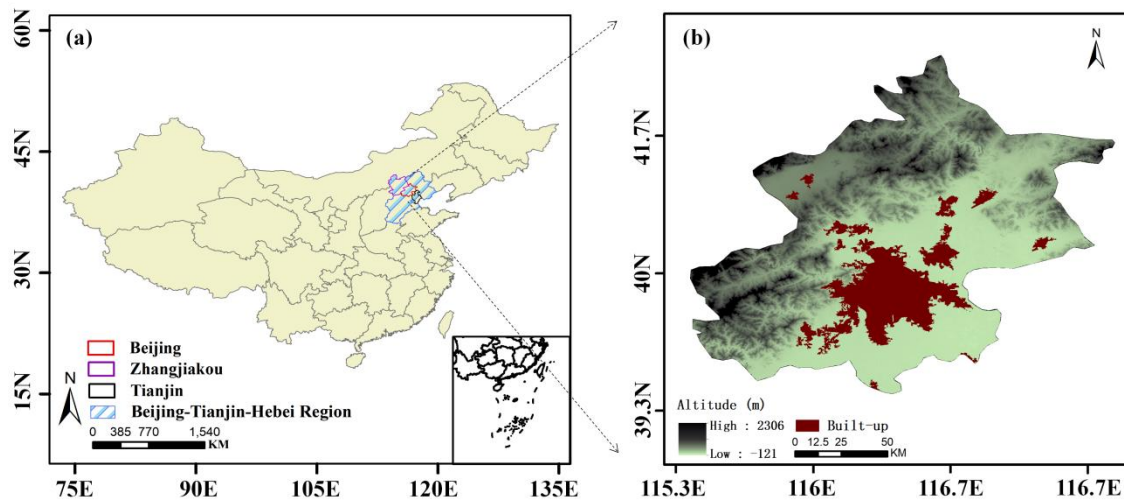 (a)
N
60N
45N
30N
15N
Beijing
Zhangjiakou
Tianjin
Beijing-Tianjin-Hebei Region
0 385 770 1,540
KM
75E 90E 105E 120E 135E
(b)
N
41.7N
40N
39.3N
Altitude (m)
High : 2306
Low : -121
Built-up
0 12.5 25 50
KM
115.3E 116E 116.7E 116.7E